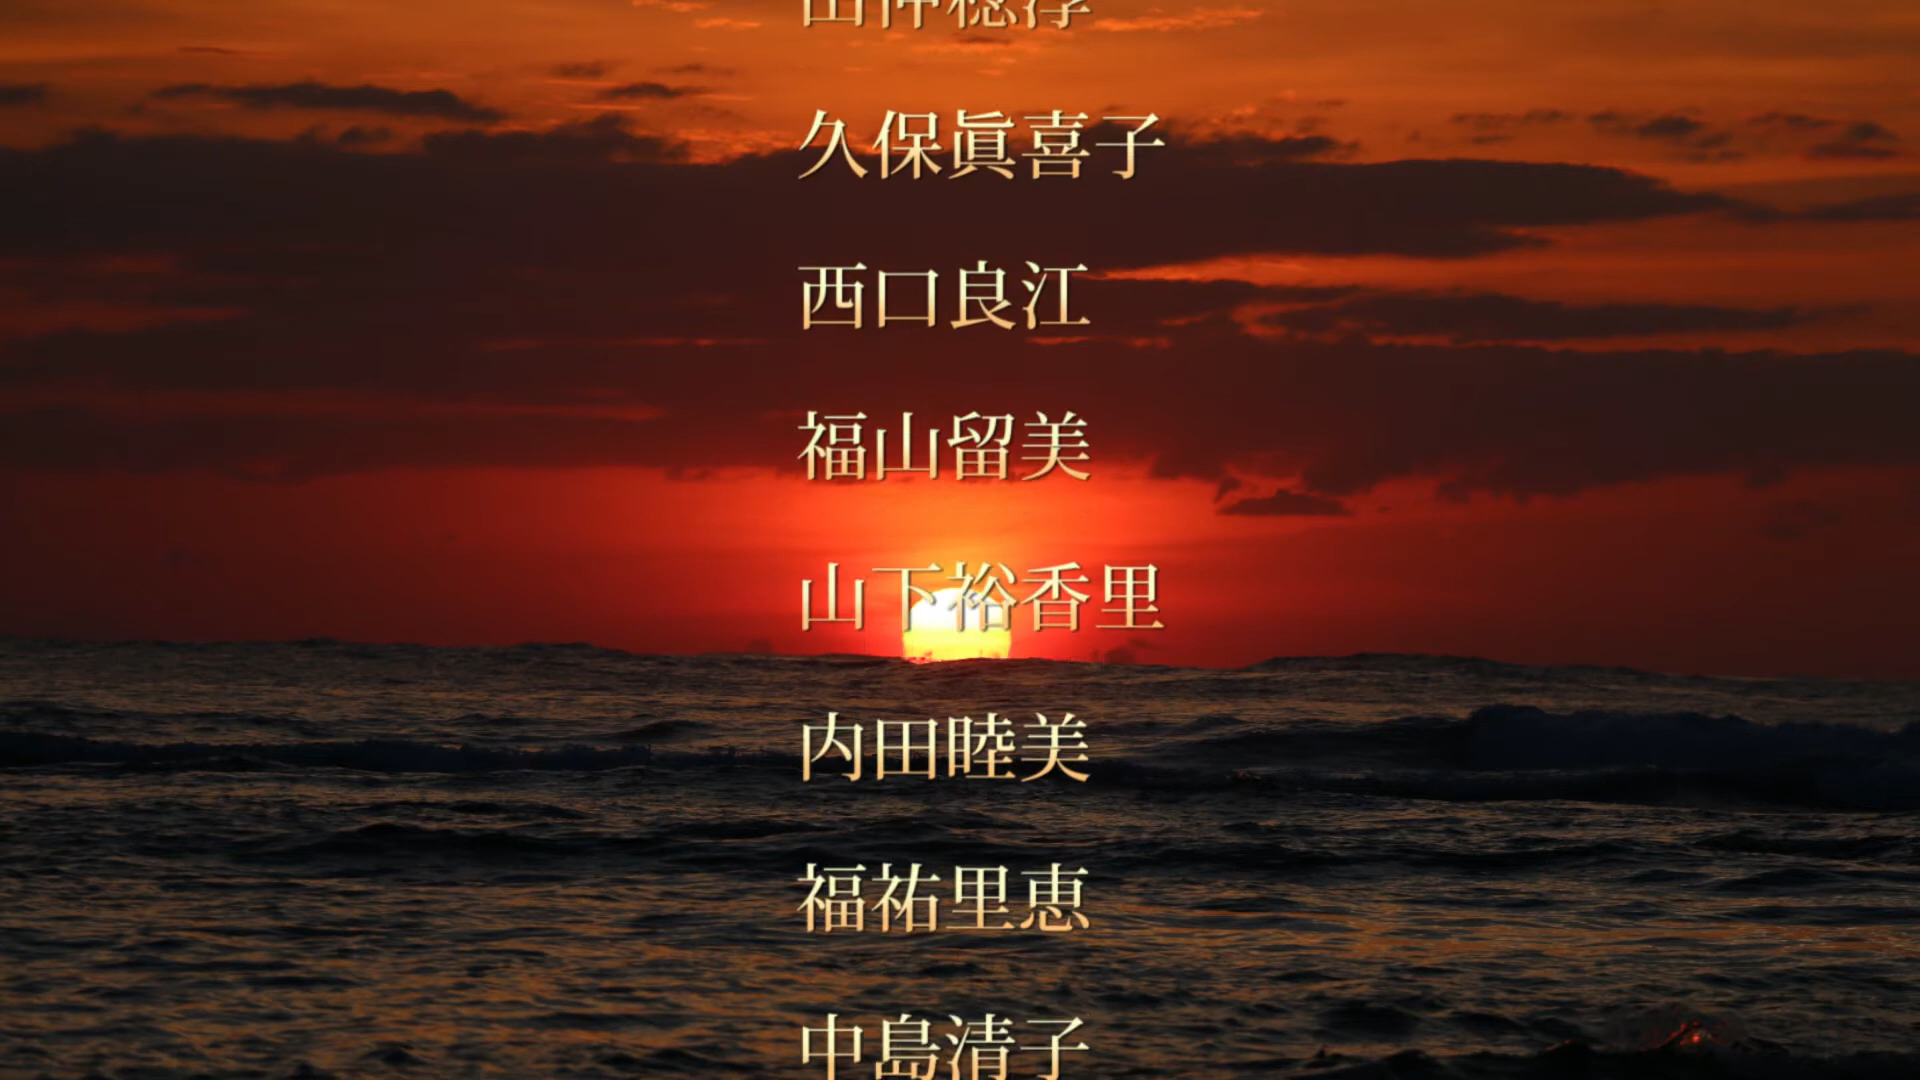 久保眞喜子
西口良江
福山留美
山下裕香里
内田睦美
福祐里恵
中島清子